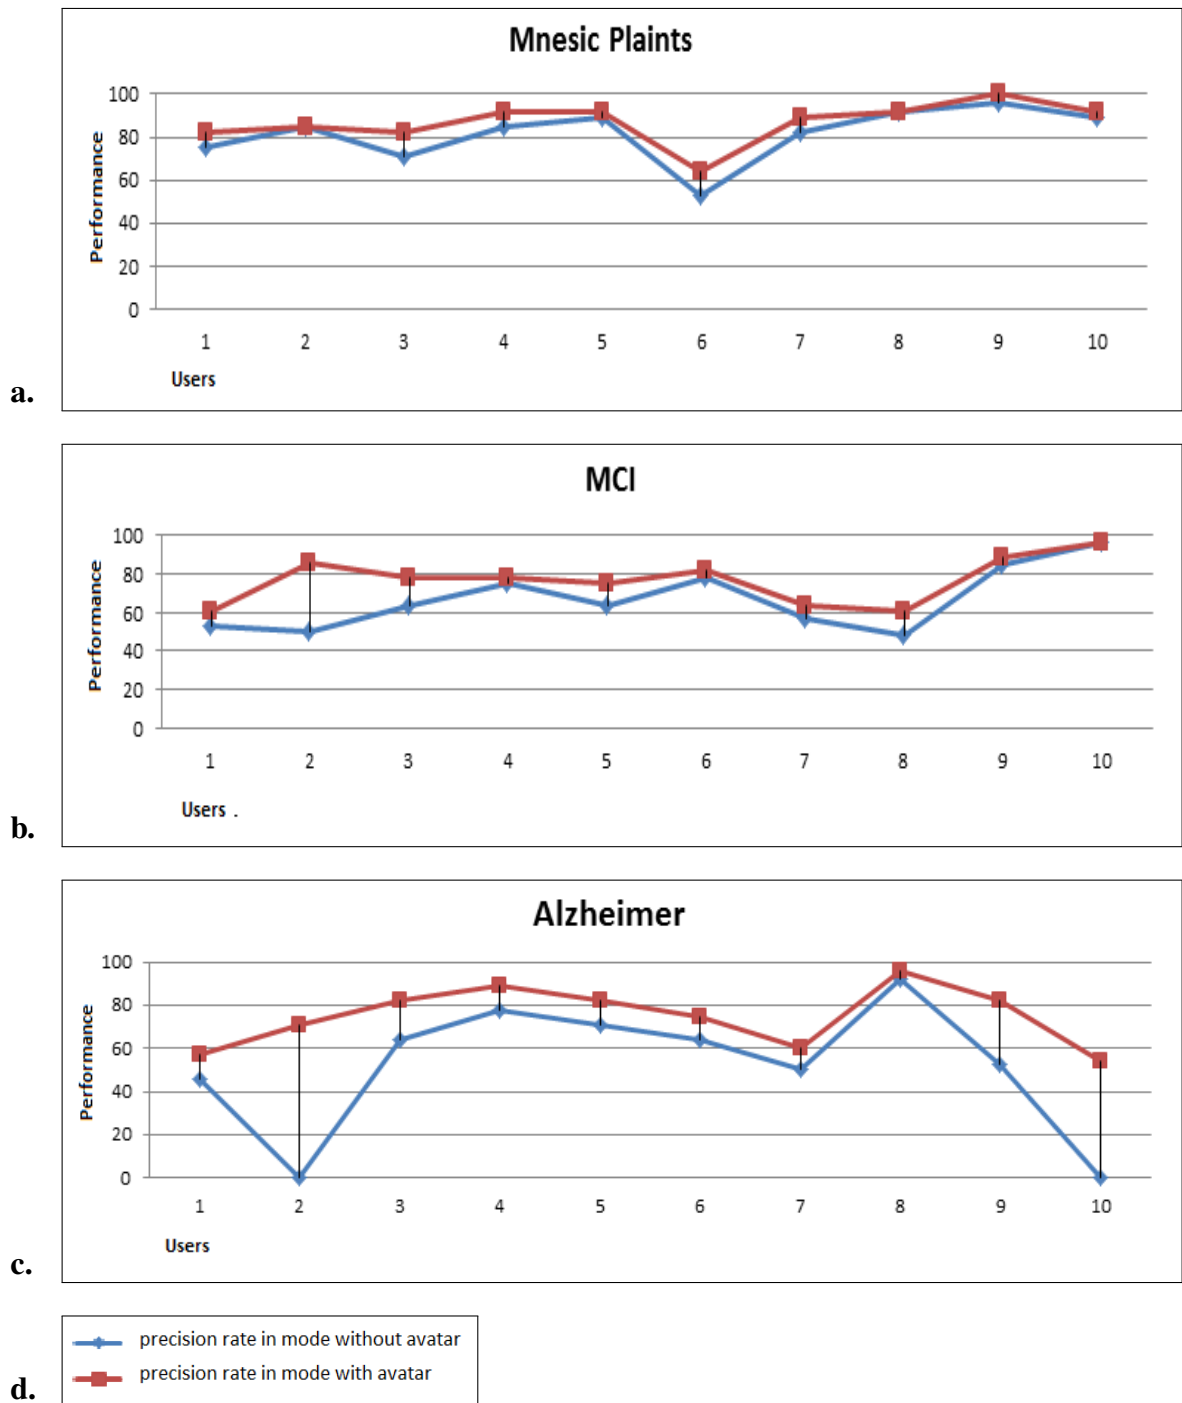 Mnesic Plaints
100
80
60
40
20
0
Performance
1 2 3 4 5 6 7 8 9 10
Users
a.
MCI
100
80
60
40
20
0
Performance
1 2 3 4 5 6 7 8 9 10
Users .
b.
Alzheimer
100
80
60
40
20
0
Performance
1 2 3 4 5 6 7 8 9 10
Users
c.
precision rate in mode without avatar
precision rate in mode with avatar
d.